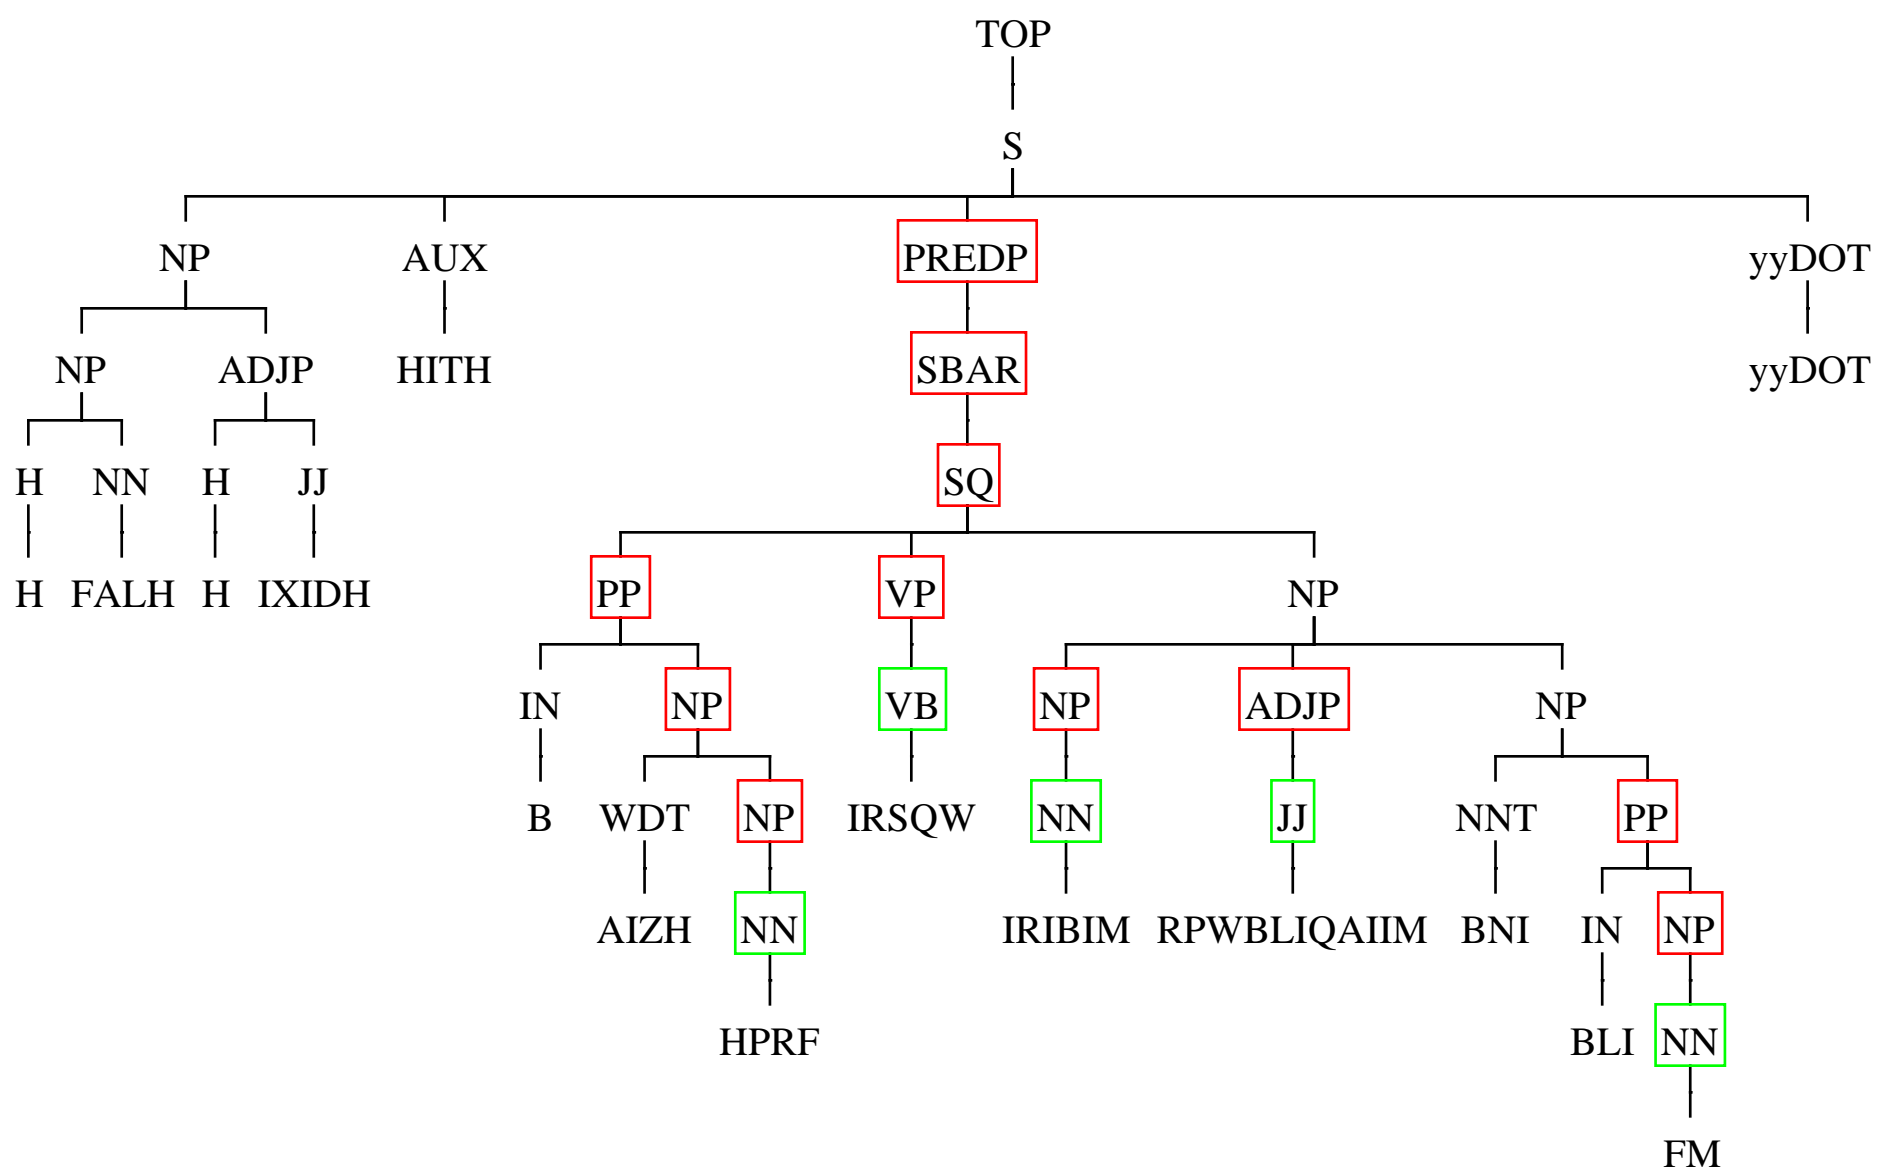 TOP
S
NP AUX PREDP yyDOT
NP ADJP HITH SBAR yyDOT
H NN H JJ SQ
H FALH H IXIDH PP VP NP
IN NP VB NP ADJP NP
B WDT NP IRSQW NN JJ NNT PP
AIZH NN IRIBIM RPWBLIQAIIM BNI IN NP
HPRF BLI NN
FM